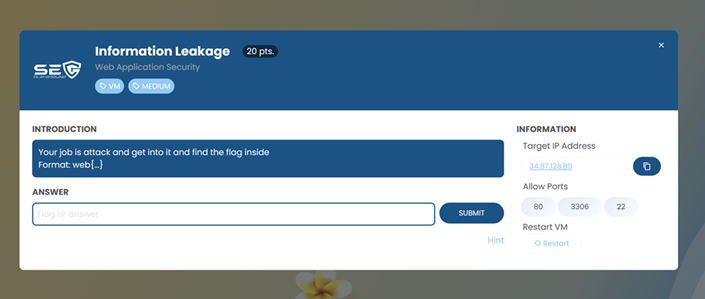 Information Leakage 20 pts.
×
SEC
PLAYGROUND
Web Application Security
VM MEDIUM
INTRODUCTION
Your job is attack and get into it and find the flag inside
Format: web{...}
ANSWER
Flag or answer
SUBMIT
Hint
INFORMATION
Target IP Address
34.87.128.89
Allow Ports
80 3306 22
Restart VM
Restart